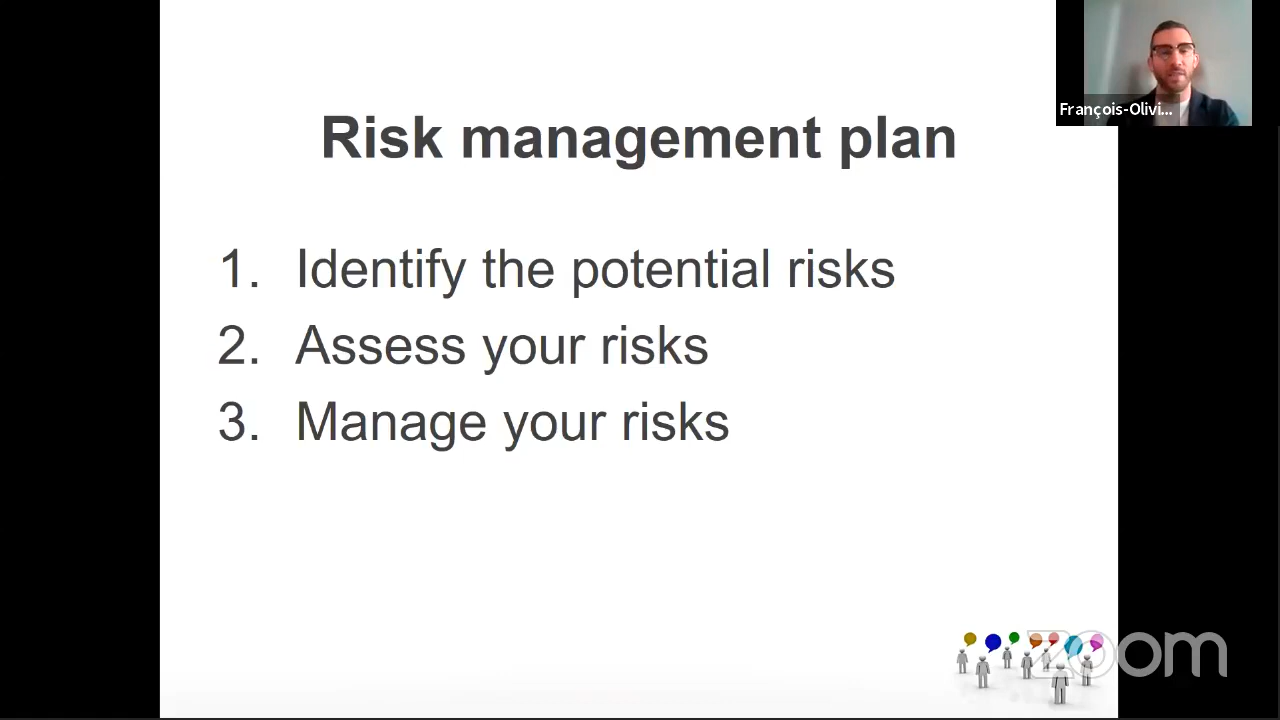 François-Olivi...
Risk management plan
1. Identify the potential risks
2. Assess your risks
3. Manage your risks
zoom